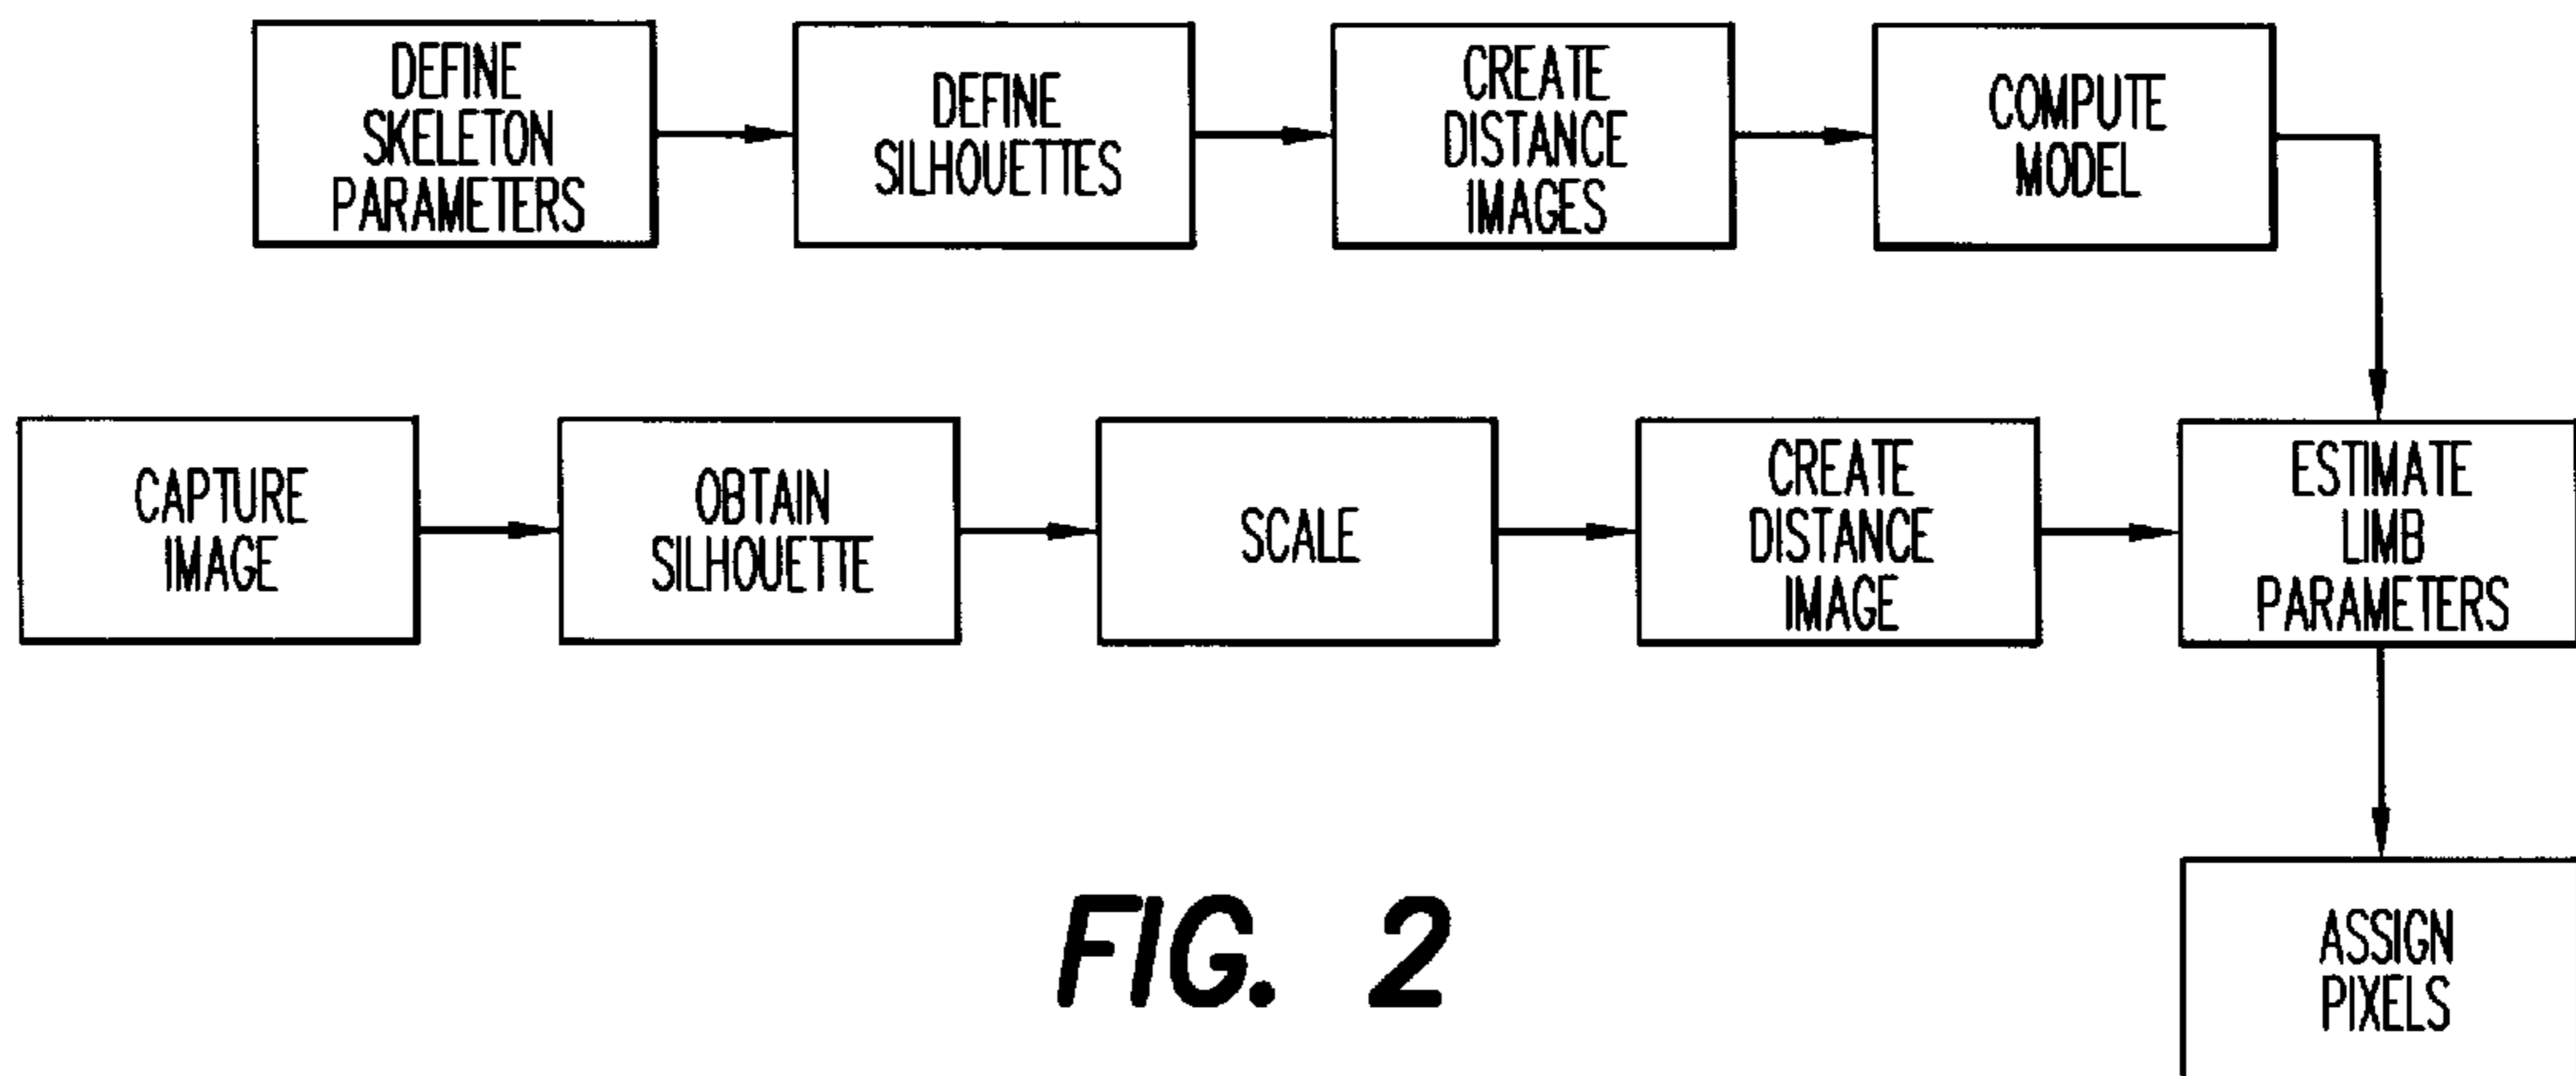 DEFINE
SKELETON
PARAMETERS
DEFINE
SILHOUETTES
CREATE
DISTANCE
IMAGES
COMPUTE
MODEL
CAPTURE
IMAGE
OBTAIN
SILHOUETTE
SCALE
CREATE
DISTANCE
IMAGE
ESTIMATE
LIMB
PARAMETERS
ASSIGN
PIXELS
FIG. 2